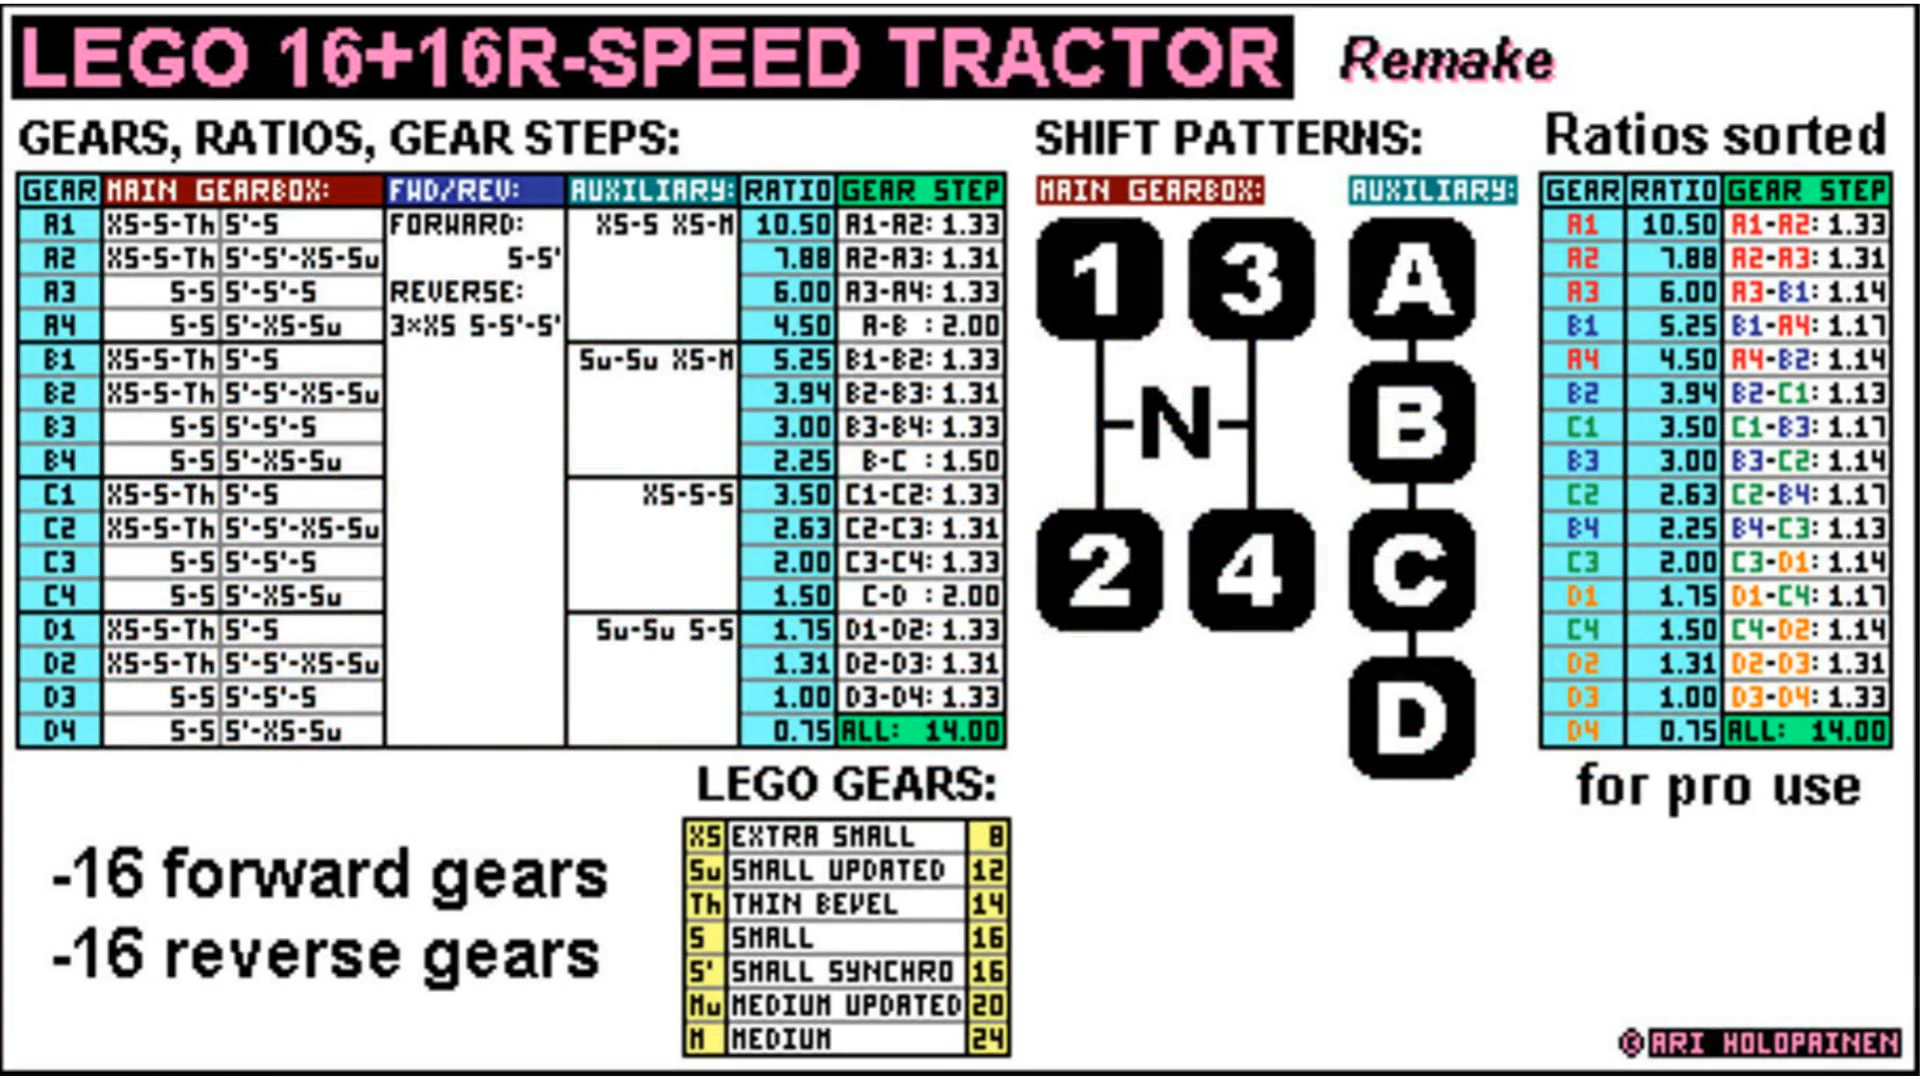 LEGO 16+16R-SPEED TRACTOR Remake
GEARS, RATIOS, GEAR STEPS:
GEAR MAIN GEARBOX: FWD/REV: AUXILIARY: RATIO GEAR STEP
A1 XS-S-Th S'-S FORWARD: XS-S XS-M 10.50 A1-A2: 1.33
A2 XS-S-Th S'-S'-XS-Su S-S' 7.88 A2-A3: 1.31
A3 S-S S'-S'-S REVERSE: 6.00 A3-A4: 1.33
A4 S-S S'-XS-Su 3×XS S-S'-S' 4.50 A-B : 2.00
B1 XS-S-Th S'-S Su-Su XS-M 5.25 B1-B2: 1.33
B2 XS-S-Th S'-S'-XS-Su 3.94 B2-B3: 1.31
B3 S-S S'-S'-S 3.00 B3-B4: 1.33
B4 S-S S'-XS-Su 2.25 B-C : 1.50
C1 XS-S-Th S'-S XS-S-S 3.50 C1-C2: 1.33
C2 XS-S-Th S'-S'-XS-Su 2.63 C2-C3: 1.31
C3 S-S S'-S'-S 2.00 C3-C4: 1.33
C4 S-S S'-XS-Su 1.50 C-D : 2.00
D1 XS-S-Th S'-S Su-Su S-S 1.75 D1-D2: 1.33
D2 XS-S-Th S'-S'-XS-Su 1.31 D2-D3: 1.31
D3 S-S S'-S'-S 1.00 D3-D4: 1.33
D4 S-S S'-XS-Su 0.75 ALL: 14.00
SHIFT PATTERNS:
MAIN GEARBOX: AUXILIARY:
1 3 A
N B
2 4 C
D
Ratios sorted
GEAR RATIO GEAR STEP
A1 10.50 A1-A2: 1.33
A2 7.88 A2-A3: 1.31
A3 6.00 A3-B1: 1.14
B1 5.25 B1-A4: 1.17
A4 4.50 A4-B2: 1.14
B2 3.94 B2-C1: 1.13
C1 3.50 C1-B3: 1.17
B3 3.00 B3-C2: 1.14
C2 2.63 C2-B4: 1.17
B4 2.25 B4-C3: 1.13
C3 2.00 C3-D1: 1.14
D1 1.75 D1-C4: 1.17
C4 1.50 C4-D2: 1.14
D2 1.31 D2-D3: 1.31
D3 1.00 D3-D4: 1.33
D4 0.75 ALL: 14.00
for pro use
LEGO GEARS:
XS EXTRA SMALL 8
Su SMALL UPDATED 12
Th THIN BEVEL 14
S SMALL 16
S' SMALL SYNCHRO 16
Mu MEDIUM UPDATED 20
M MEDIUM 24
-16 forward gears
-16 reverse gears
© ARI HOLOPAINEN